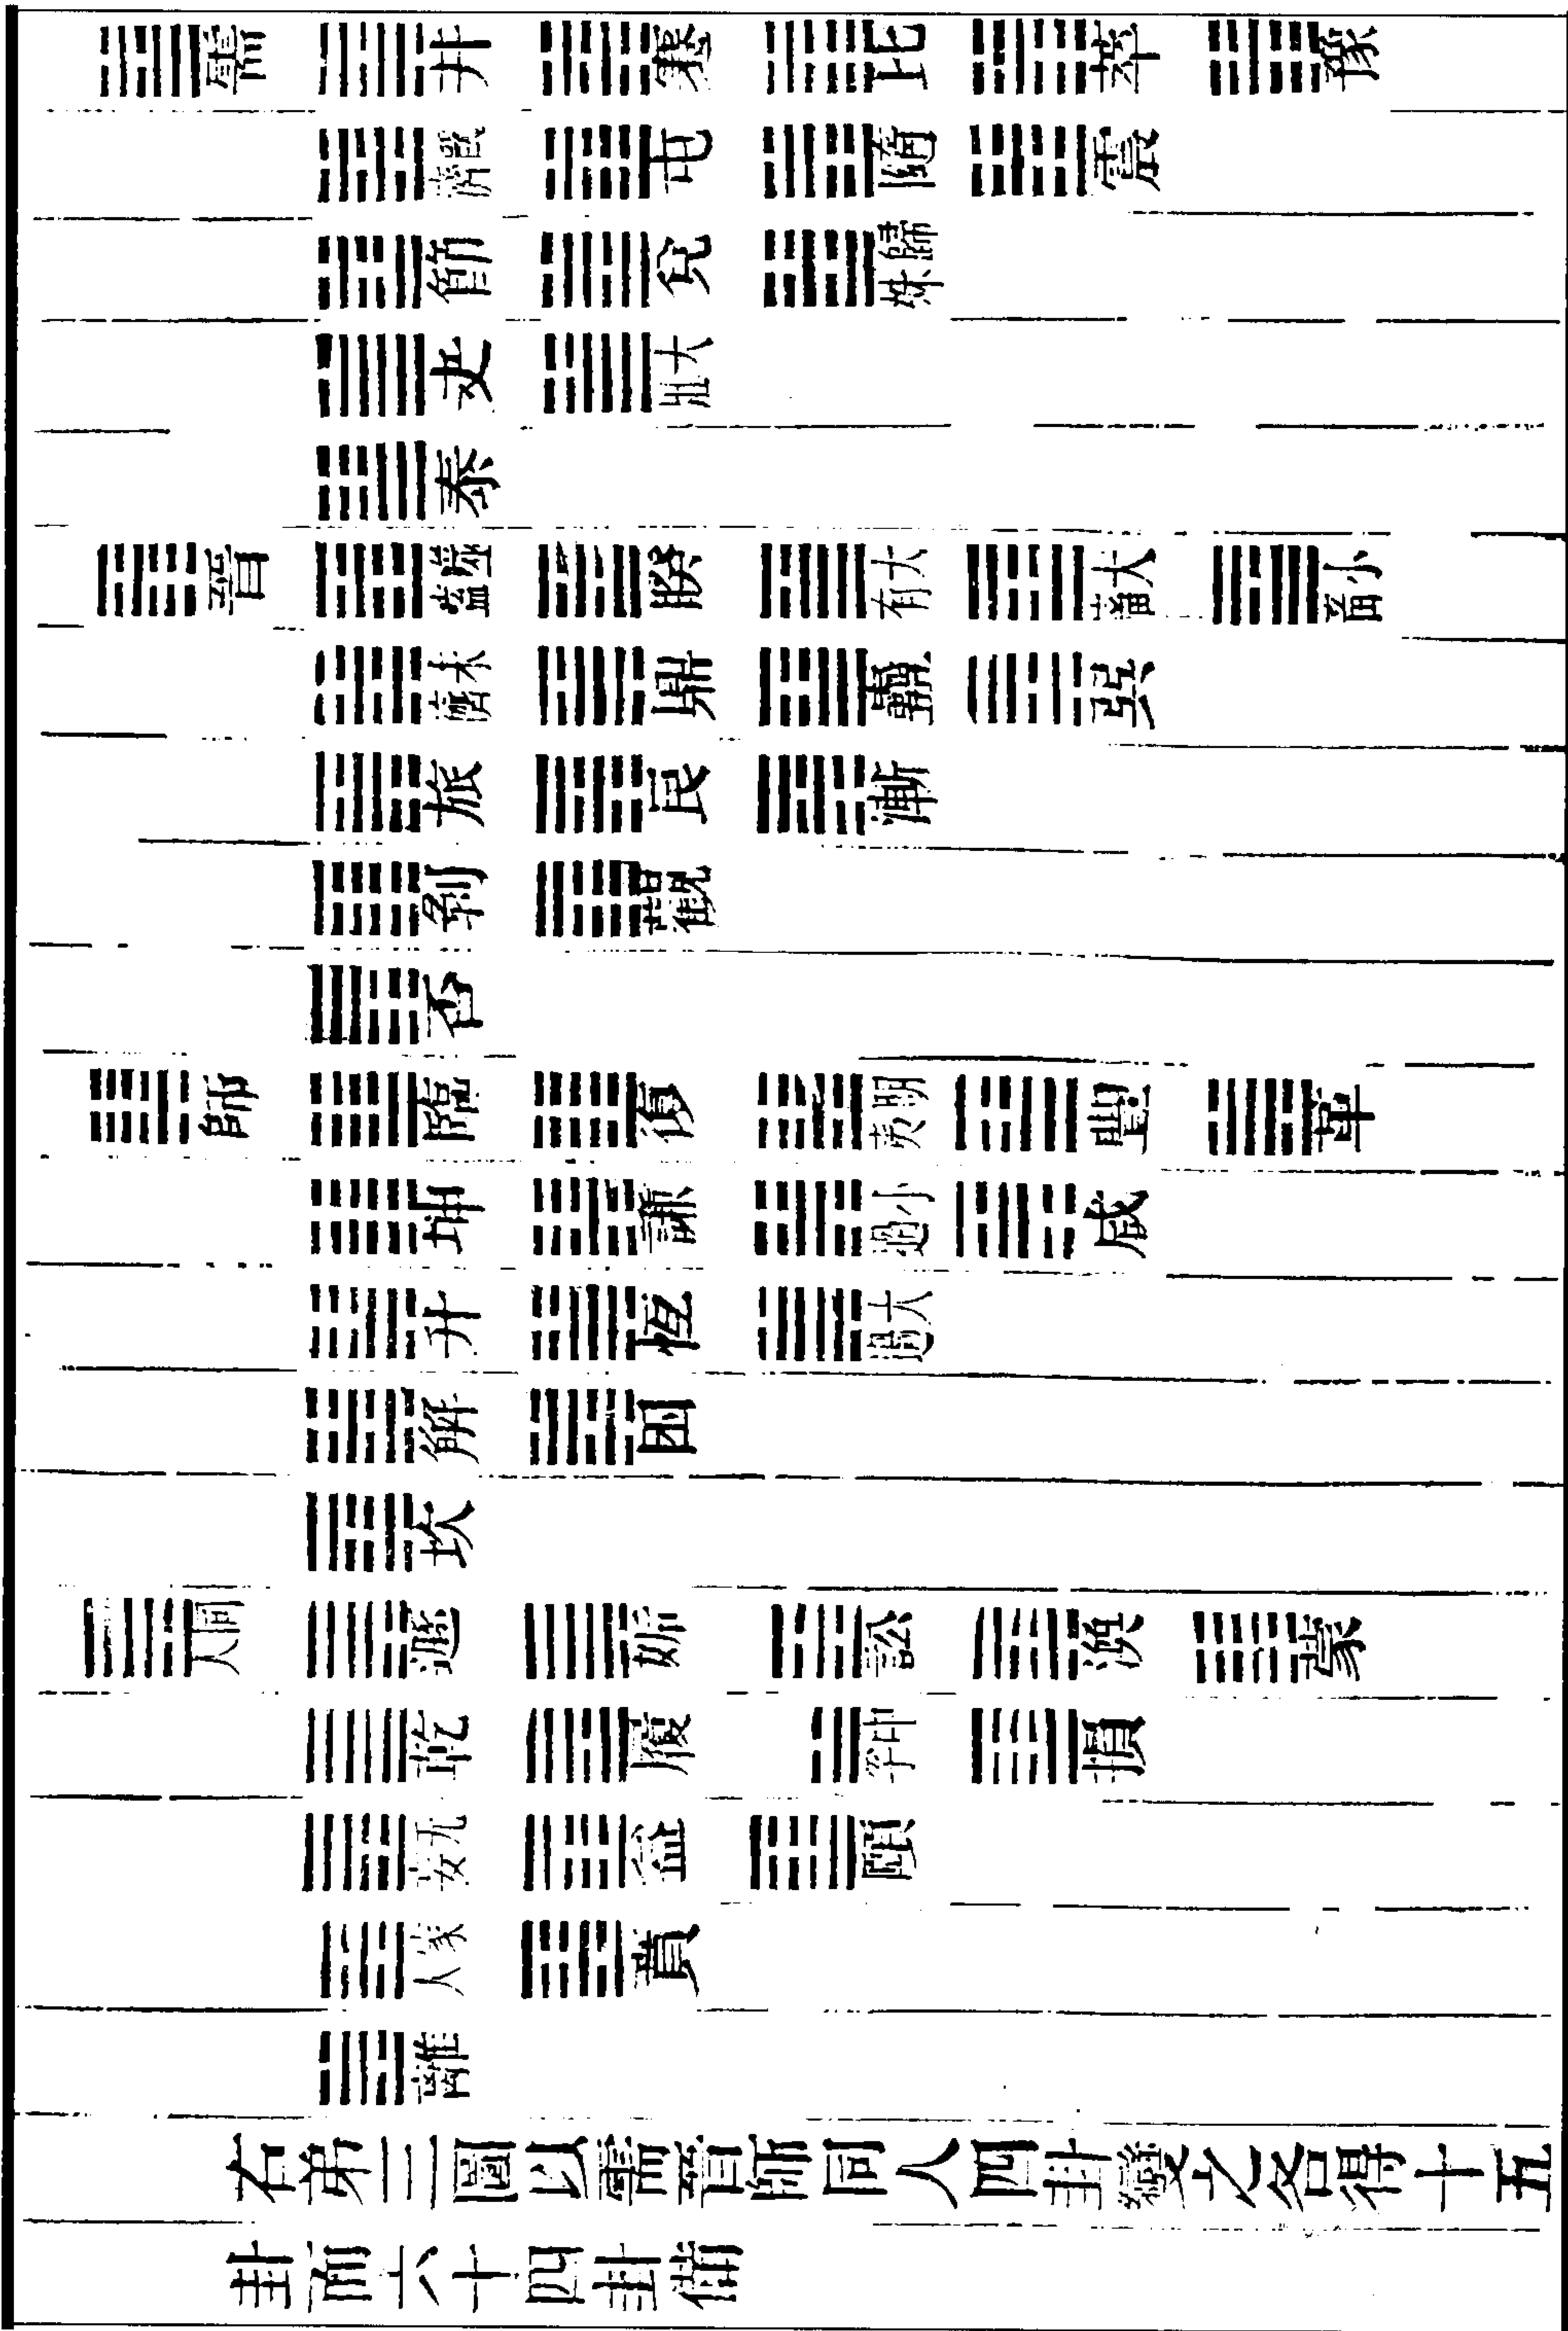 需 井 蹇 比 萃 豫
既濟 屯 隨 震
節 兌 歸妹
夬 大壯
泰
晉 噬嗑 睽 大有 大畜 小畜
未濟 鼎 蠱 巽
旅 艮 漸
剝 觀
否
師 臨 復 明夷 豐 革
坤 謙 小過 咸
升 恆 大過
解 困
坎
同人 遯 姤 訟 渙 蒙
乾 履 中孚 損
无妄 益 頤
家人 賁
離
右弟三圖以需晉師同人四卦變之各得十五
卦而六十四卦備